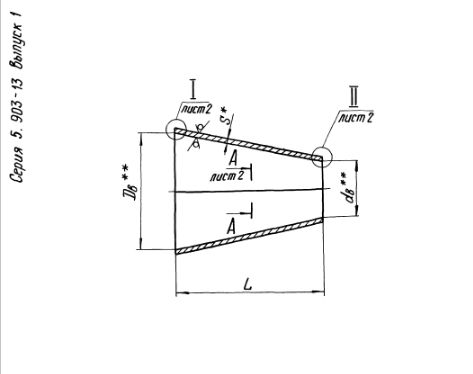 Серия 5.903-13 Выпуск 1
I
лист 2
II
лист 2
S*
А
лист 2
А
Dв**
dв**
L